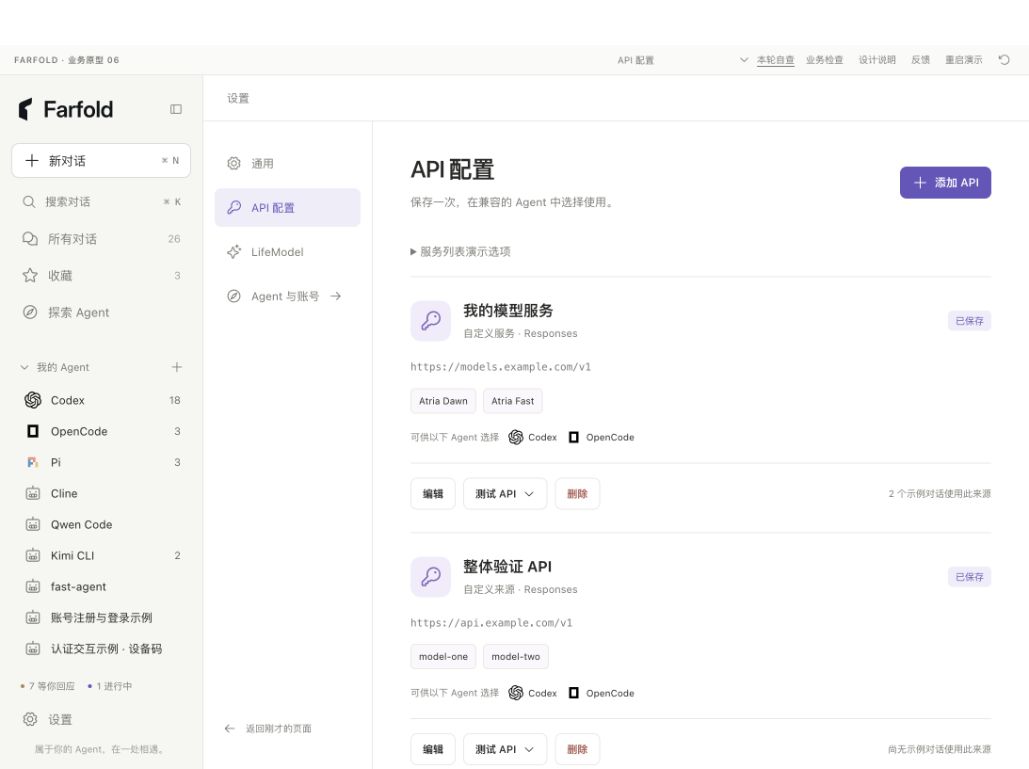 FARFOLD · 业务原型 06
API 配置
本轮自查 业务检查 设计说明 反馈 重启演示
Farfold
新对话 ⌘ N
搜索对话 ⌘ K
所有对话 26
收藏 3
探索 Agent
我的 Agent
Codex 18
OpenCode 3
Pi 3
Cline
Qwen Code
Kimi CLI 2
fast-agent
账号注册与登录示例
认证交互示例 · 设备码
7 等你回应 1 进行中
设置
属于你的 Agent，在一处相遇。
设置
通用
API 配置
LifeModel
Agent 与账号 →
← 返回刚才的页面
API 配置
保存一次，在兼容的 Agent 中选择使用。
添加 API
服务列表演示选项
我的模型服务
自定义服务 · Responses
已保存
https://models.example.com/v1
Atria Dawn Atria Fast
可供以下 Agent 选择 Codex OpenCode
编辑 测试 API 删除
2 个示例对话使用此来源
整体验证 API
自定义来源 · Responses
已保存
https://api.example.com/v1
model-one model-two
可供以下 Agent 选择 Codex OpenCode
编辑 测试 API 删除
尚无示例对话使用此来源